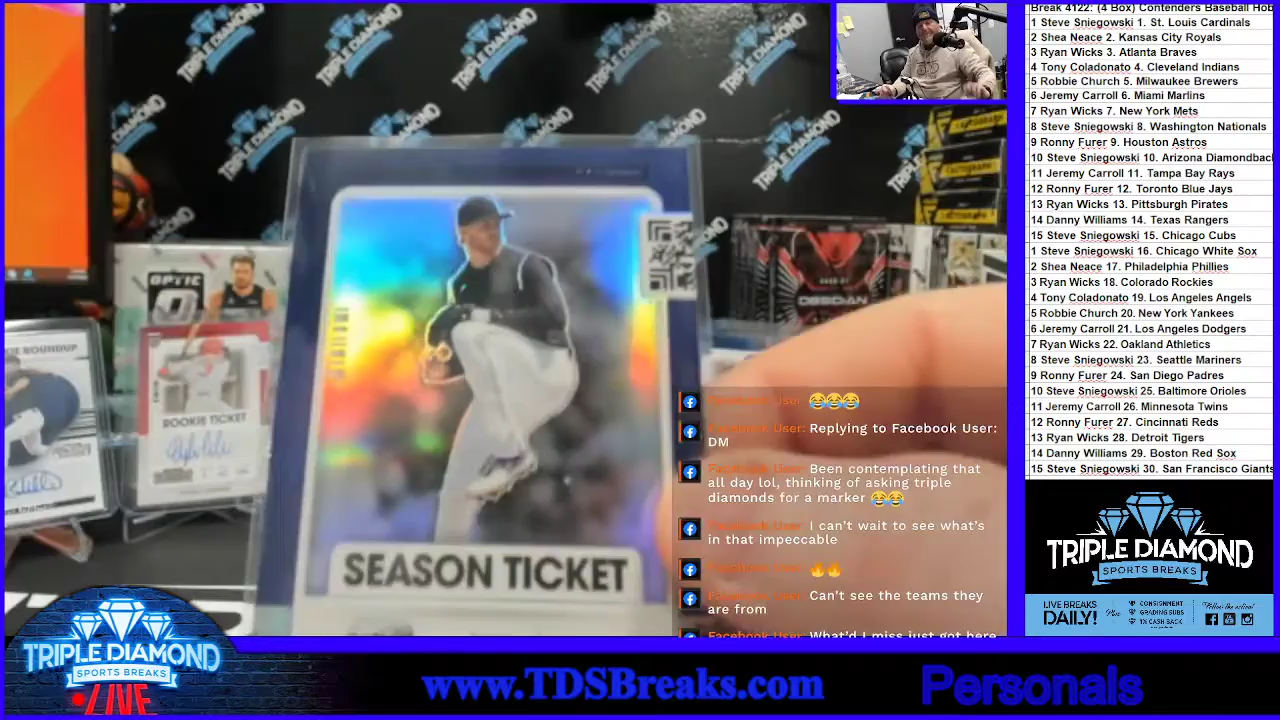 TRIPLE DIAMOND
OPTIC
ROOKIE ROUNDUP
ROOKIE TICKET
OBSIDIAN
SEASON TICKET
Facebook User: 😂😂😂
Facebook User: Replying to Facebook User:
DM
Facebook User: Been contemplating that
all day lol, thinking of asking triple
diamonds for a marker 😂😂
Facebook User: I can't wait to see what's
in that impeccable
Facebook User: 🔥🔥
Facebook User: Can't see the teams they
are from
Facebook User: What'd I miss just got here
Break 4122: (4 Box) Contenders Baseball Hob
1 Steve Sniegowski 1. St. Louis Cardinals
2 Shea Neace 2. Kansas City Royals
3 Ryan Wicks 3. Atlanta Braves
4 Tony Coladonato 4. Cleveland Indians
5 Robbie Church 5. Milwaukee Brewers
6 Jeremy Carroll 6. Miami Marlins
7 Ryan Wicks 7. New York Mets
8 Steve Sniegowski 8. Washington Nationals
9 Ronny Furer 9. Houston Astros
10 Steve Sniegowski 10. Arizona Diamondbac
11 Jeremy Carroll 11. Tampa Bay Rays
12 Ronny Furer 12. Toronto Blue Jays
13 Ryan Wicks 13. Pittsburgh Pirates
14 Danny Williams 14. Texas Rangers
15 Steve Sniegowski 15. Chicago Cubs
1 Steve Sniegowski 16. Chicago White Sox
2 Shea Neace 17. Philadelphia Phillies
3 Ryan Wicks 18. Colorado Rockies
4 Tony Coladonato 19. Los Angeles Angels
5 Robbie Church 20. New York Yankees
6 Jeremy Carroll 21. Los Angeles Dodgers
7 Ryan Wicks 22. Oakland Athletics
8 Steve Sniegowski 23. Seattle Mariners
9 Ronny Furer 24. San Diego Padres
10 Steve Sniegowski 25. Baltimore Orioles
11 Jeremy Carroll 26. Minnesota Twins
12 Ronny Furer 27. Cincinnati Reds
13 Ryan Wicks 28. Detroit Tigers
14 Danny Williams 29. Boston Red Sox
15 Steve Sniegowski 30. San Francisco Giants
TRIPLE DIAMOND
SPORTS BREAKS
LIVE BREAKS
DAILY!
Plus
CONSIGNMENT
GRADING SUBS
1% CASH BACK
Follow the action!
TRIPLE DIAMOND
SPORTS BREAKS
LIVE
www.TDSBreaks.com
Personals